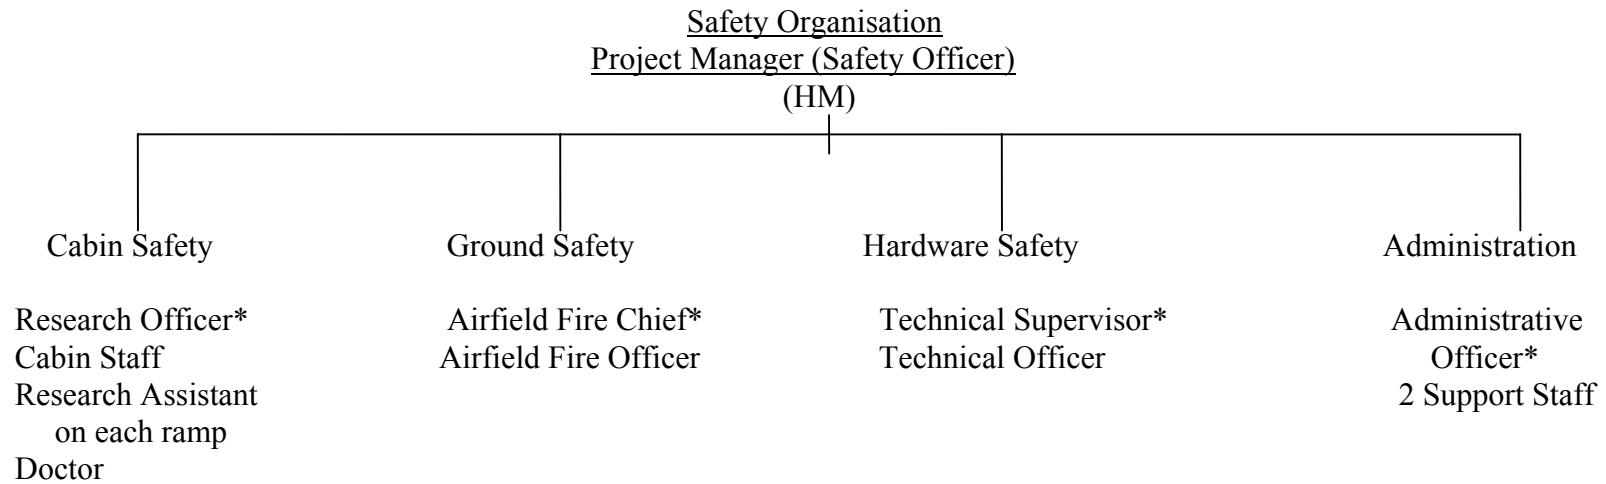 Safety Organisation
Project Manager (Safety Officer)
(HM)
Cabin Safety
Research Officer*
Cabin Staff
Research Assistant
on each ramp
Doctor
Ground Safety
Airfield Fire Chief*
Airfield Fire Officer
Hardware Safety
Technical Supervisor*
Technical Officer
Administration
Administrative
Officer*
2 Support Staff